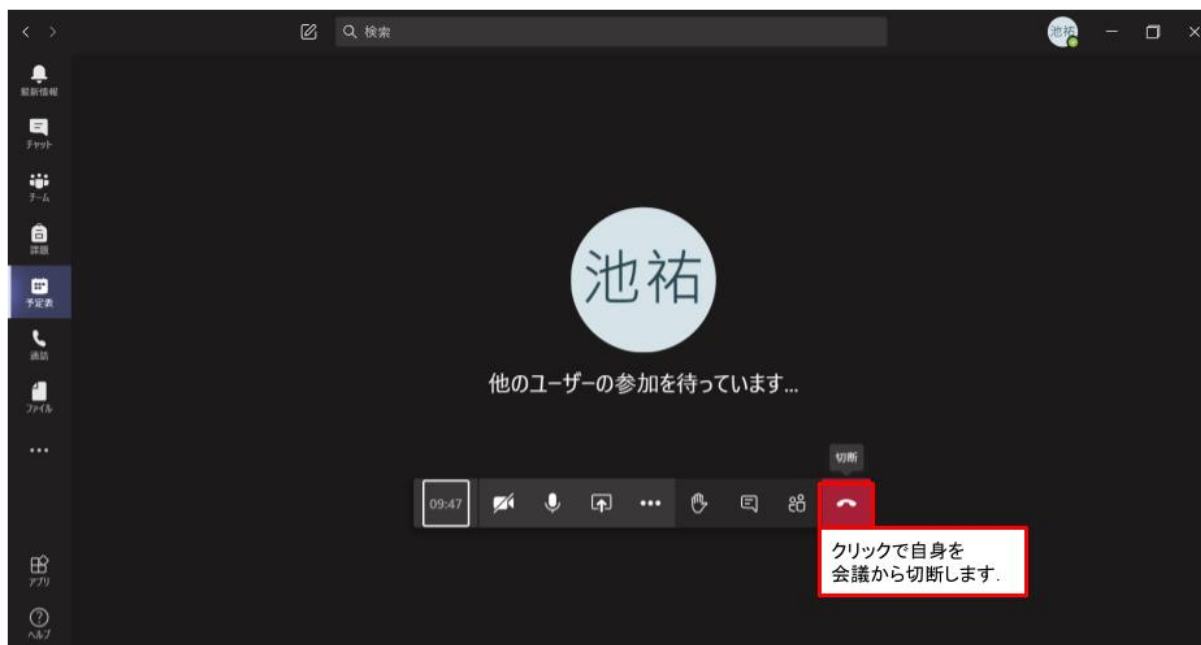 検索
池祐
最新情報
チャット
チーム
課題
予定表
通話
ファイル
アプリ
ヘルプ
池祐
他のユーザーの参加を待っています...
切断
09:47
クリックで自身を
会議から切断します.